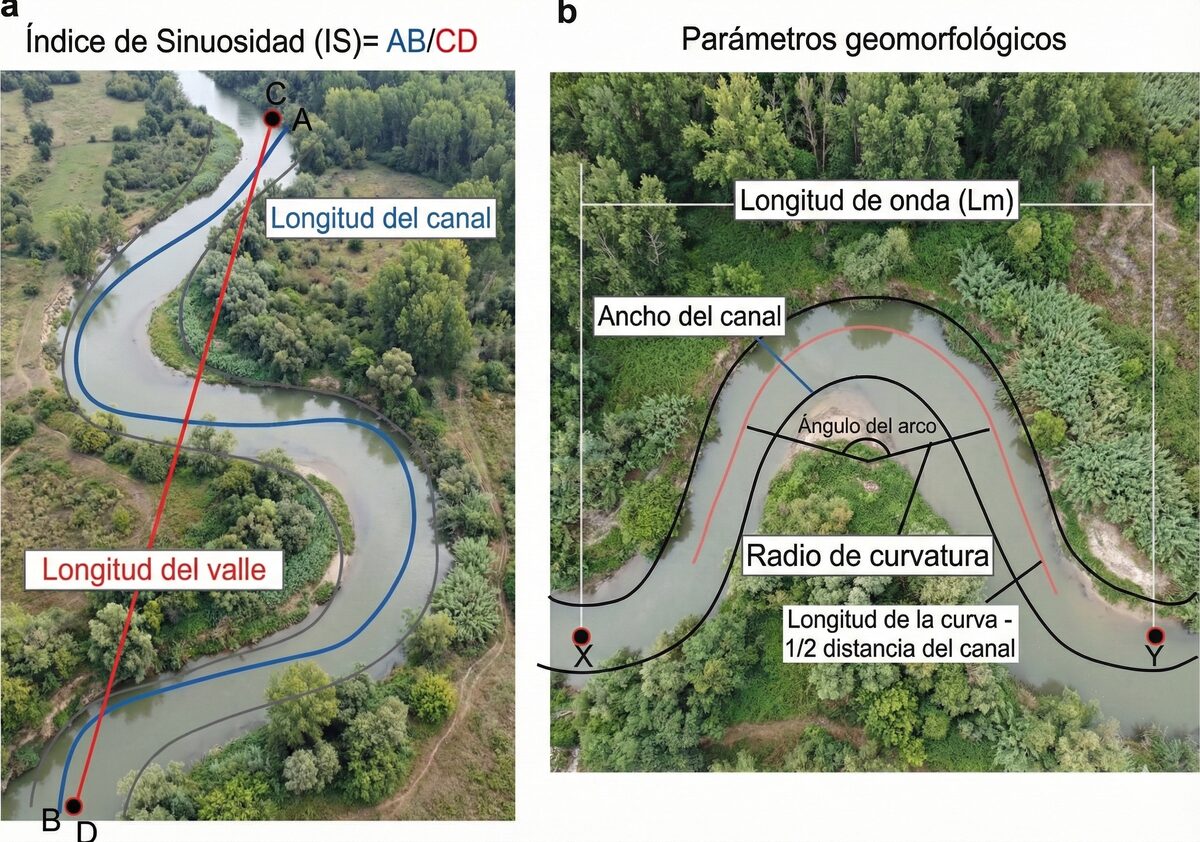 a
Índice de Sinuosidad (IS)= AB/CD
C
A
Longitud del canal
Longitud del valle
B
D
b
Parámetros geomorfológicos
Longitud de onda (Lm)
Ancho del canal
Ángulo del arco
Radio de curvatura
Longitud de la curva -
1/2 distancia del canal
X
Y